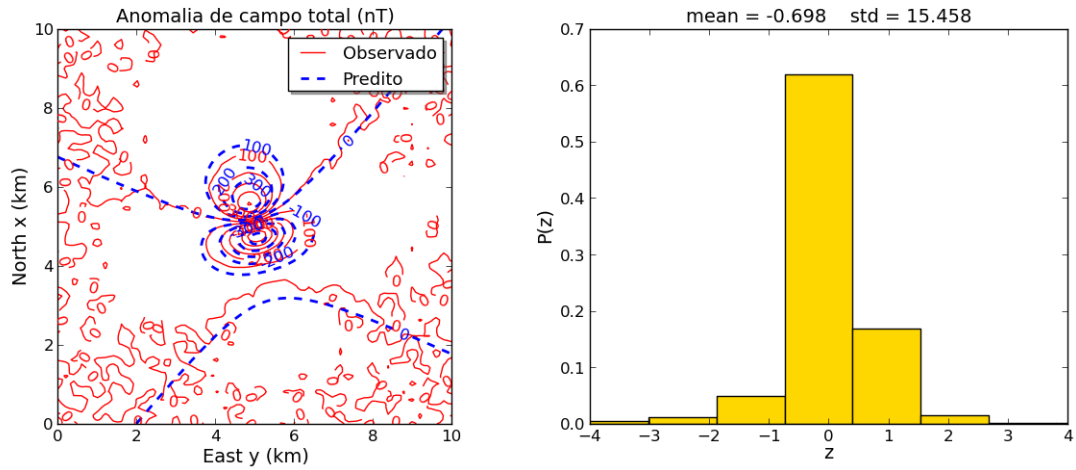 Anomalia de campo total (nT)
Observado
Predito
10
8
6
4
2
0
North x (km)
100
100
200
300
-100
0
0
0 2 4 6 8 10
East y (km)
mean = -0.698 std = 15.458
0.7
0.6
0.5
0.4
0.3
0.2
0.1
0.0
P(z)
−4 −3 −2 −1 0 1 2 3 4
z